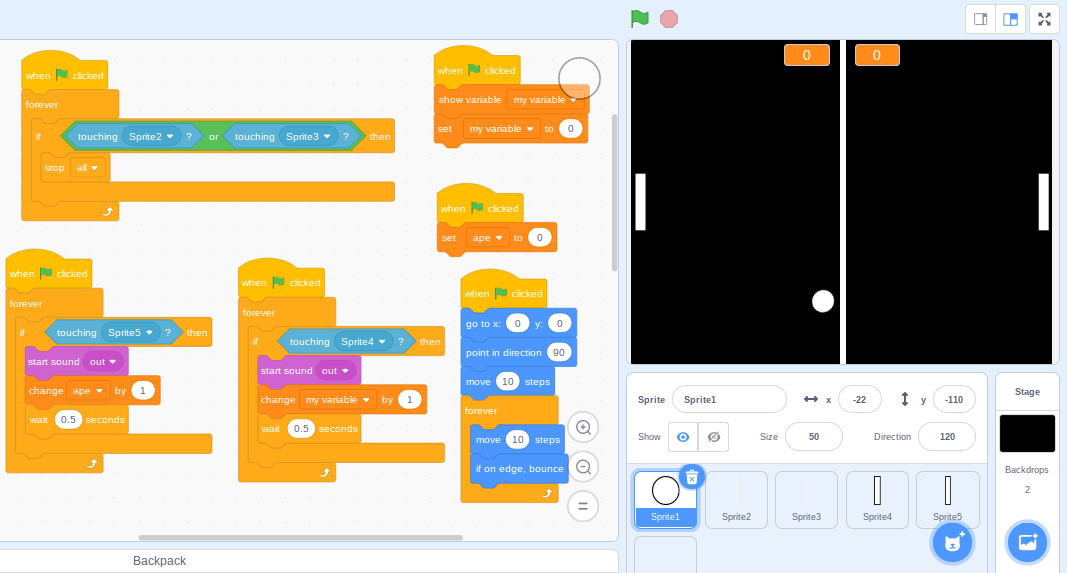 when clicked
forever
if touching Sprite2 ? or touching Sprite3 ? then
stop all
when clicked
show variable my variable
set my variable to 0
when clicked
set ape to 0
when clicked
forever
if touching Sprite5 ? then
start sound out
change ape by 1
wait 0.5 seconds
when clicked
forever
if touching Sprite4 ? then
start sound out
change my variable by 1
wait 0.5 seconds
when clicked
go to x: 0 y: 0
point in direction 90
move 10 steps
forever
move 10 steps
if on edge, bounce
Backpack
0
0
Sprite Sprite1 x -22 y -110
Show Size 50 Direction 120
Sprite1
Sprite2
Sprite3
Sprite4
Sprite5
Stage
Backdrops
2